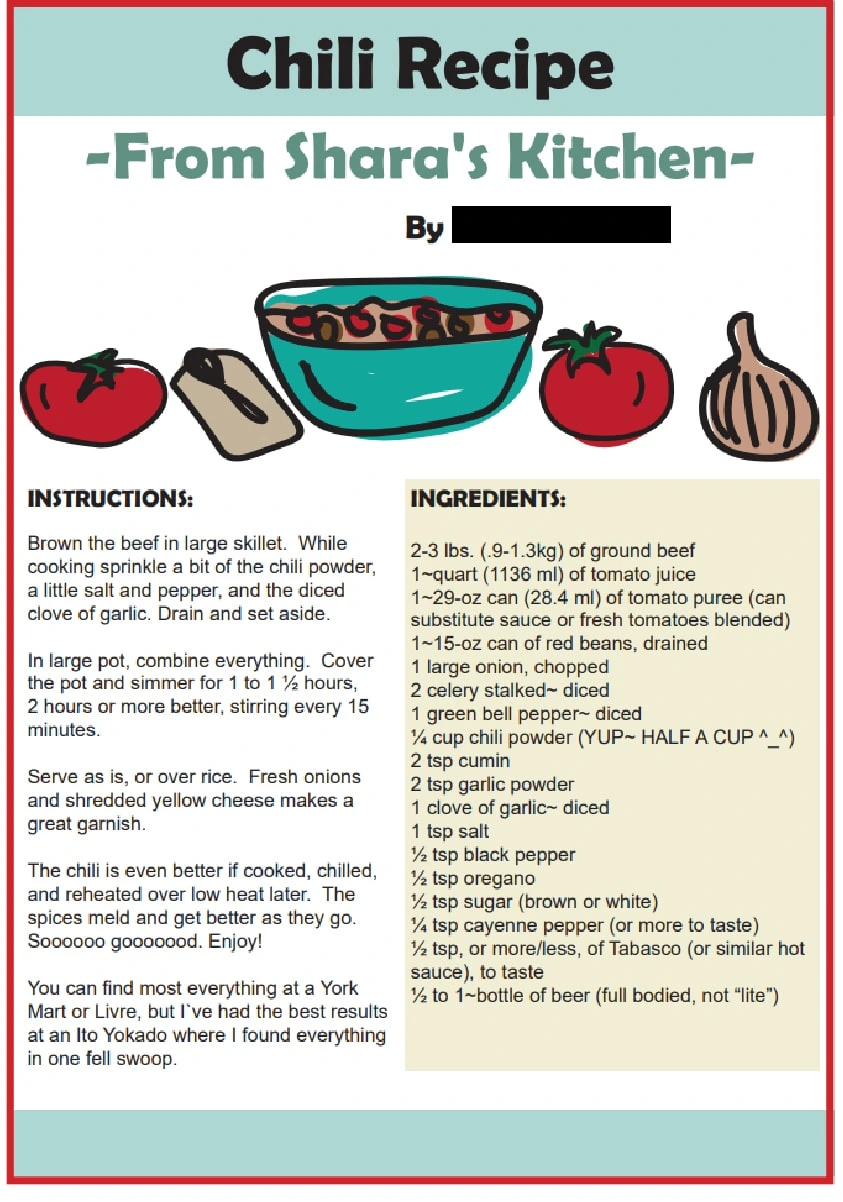 Chili Recipe
-From Shara's Kitchen-
By
INSTRUCTIONS:
Brown the beef in large skillet.  While
cooking sprinkle a bit of the chili powder,
a little salt and pepper, and the diced
clove of garlic. Drain and set aside.
In large pot, combine everything.  Cover
the pot and simmer for 1 to 1 ½ hours,
2 hours or more better, stirring every 15
minutes.
Serve as is, or over rice.  Fresh onions
and shredded yellow cheese makes a
great garnish.
The chili is even better if cooked, chilled,
and reheated over low heat later.  The
spices meld and get better as they go.
Soooooo gooooood. Enjoy!
You can find most everything at a York
Mart or Livre, but I`ve had the best results
at an Ito Yokado where I found everything
in one fell swoop.
INGREDIENTS:
2-3 lbs. (.9-1.3kg) of ground beef
1~quart (1136 ml) of tomato juice
1~29-oz can (28.4 ml) of tomato puree (can
substitute sauce or fresh tomatoes blended)
1~15-oz can of red beans, drained
1 large onion, chopped
2 celery stalked~ diced
1 green bell pepper~ diced
¼ cup chili powder (YUP~ HALF A CUP ^_^)
2 tsp cumin
2 tsp garlic powder
1 clove of garlic~ diced
1 tsp salt
½ tsp black pepper
½ tsp oregano
½ tsp sugar (brown or white)
¼ tsp cayenne pepper (or more to taste)
½ tsp, or more/less, of Tabasco (or similar hot
sauce), to taste
½ to 1~bottle of beer (full bodied, not “lite”)